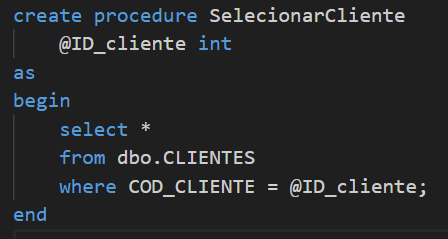 create procedure SelecionarCliente
    @ID_cliente int
as
begin
    select *
    from dbo.CLIENTES
    where COD_CLIENTE = @ID_cliente;
end